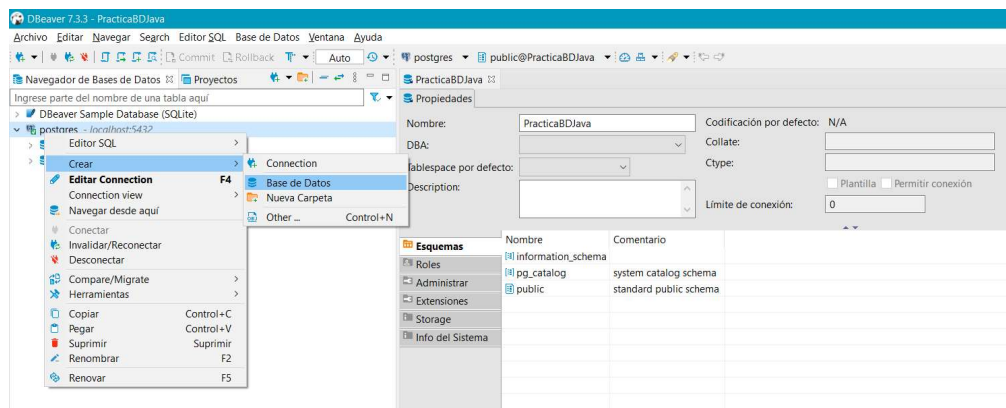 DBeaver 7.3.3 - PracticaBDJava
Archivo Editar Navegar Search Editor SQL Base de Datos Ventana Ayuda
Commit Rollback Auto postgres public@PracticaBDJava
Navegador de Bases de Datos Proyectos
Ingrese parte del nombre de una tabla aquí
DBeaver Sample Database (SQLite)
postgres - localhost:5432
Editor SQL
Crear
Editar Connection F4
Connection view
Navegar desde aquí
Conectar
Invalidar/Reconectar
Desconectar
Compare/Migrate
Herramientas
Copiar Control+C
Pegar Control+V
Suprimir Suprimir
Renombrar F2
Renovar F5
Connection
Base de Datos
Nueva Carpeta
Other ... Control+N
PracticaBDJava
Propiedades
Nombre: PracticaBDJava
DBA:
Tablespace por defecto:
Description:
Codificación por defecto: N/A
Collate:
Ctype:
Plantilla Permitir conexión
Límite de conexión: 0
Esquemas
Roles
Administrar
Extensiones
Storage
Info del Sistema
Nombre Comentario
information_schema
pg_catalog system catalog schema
public standard public schema